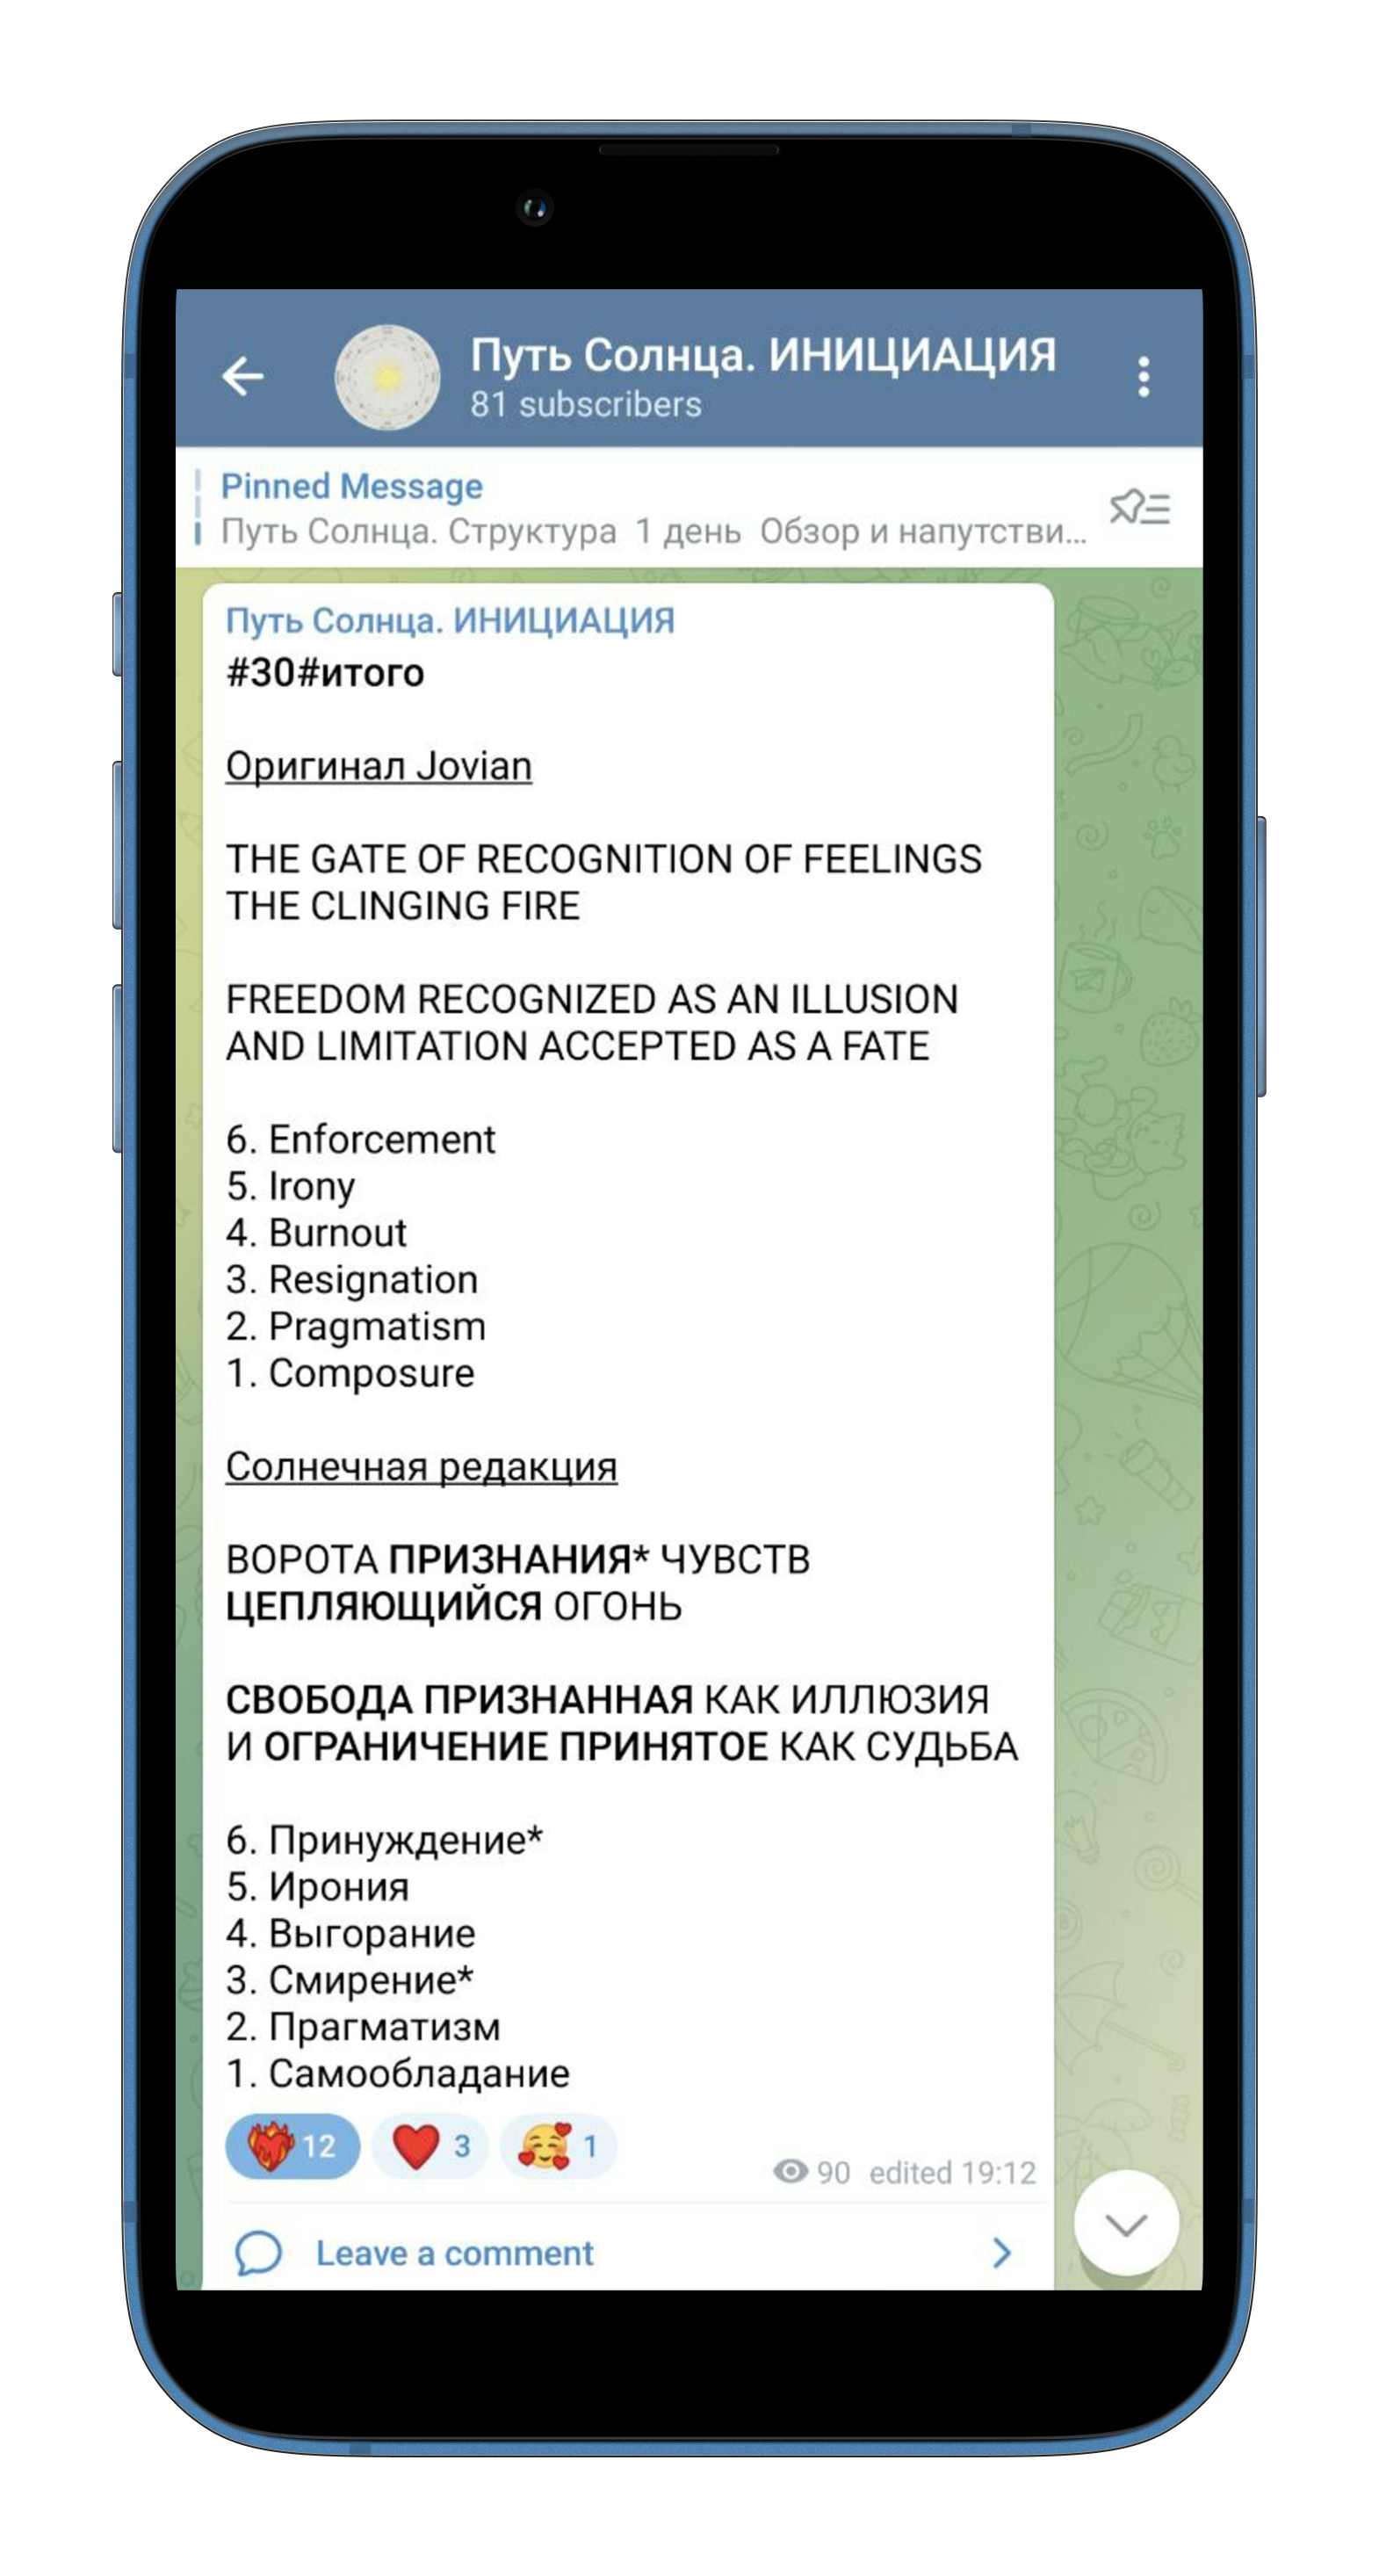 Путь Солнца. ИНИЦИАЦИЯ
81 subscribers
Pinned Message
Путь Солнца. Структура 1 день Обзор и напутстви...
Путь Солнца. ИНИЦИАЦИЯ
#30#итого
Оригинал Jovian
THE GATE OF RECOGNITION OF FEELINGS
THE CLINGING FIRE
FREEDOM RECOGNIZED AS AN ILLUSION
AND LIMITATION ACCEPTED AS A FATE
6. Enforcement
5. Irony
4. Burnout
3. Resignation
2. Pragmatism
1. Composure
Солнечная редакция
ВОРОТА ПРИЗНАНИЯ* ЧУВСТВ
ЦЕПЛЯЮЩИЙСЯ ОГОНЬ
СВОБОДА ПРИЗНАННАЯ КАК ИЛЛЮЗИЯ
И ОГРАНИЧЕНИЕ ПРИНЯТОЕ КАК СУДЬБА
6. Принуждение*
5. Ирония
4. Выгорание
3. Смирение*
2. Прагматизм
1. Самообладание
12 3 1
90 edited 19:12
Leave a comment